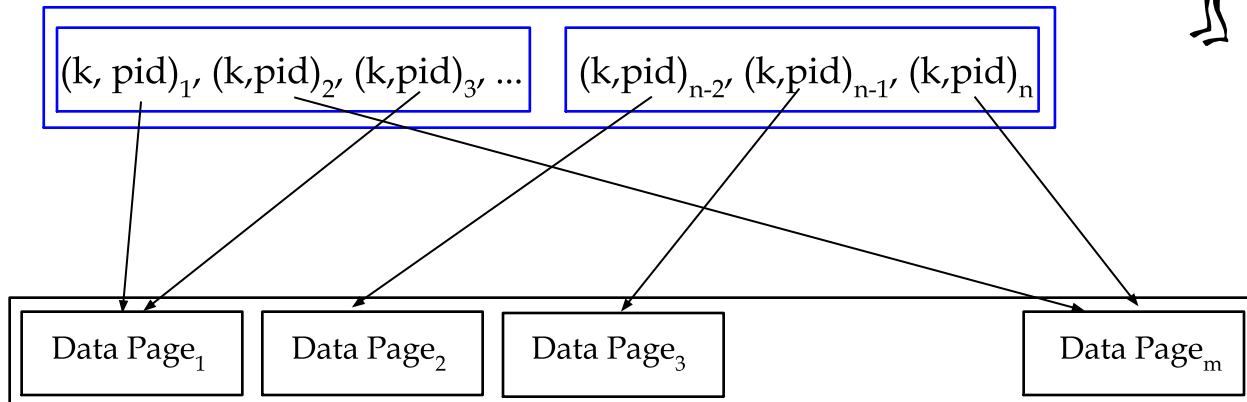 (k, pid)₁, (k,pid)₂, (k,pid)₃, ... (k,pid)ₙ₋₂, (k,pid)ₙ₋₁, (k,pid)ₙ
Data Page₁ Data Page₂ Data Page₃ Data Pageₘ